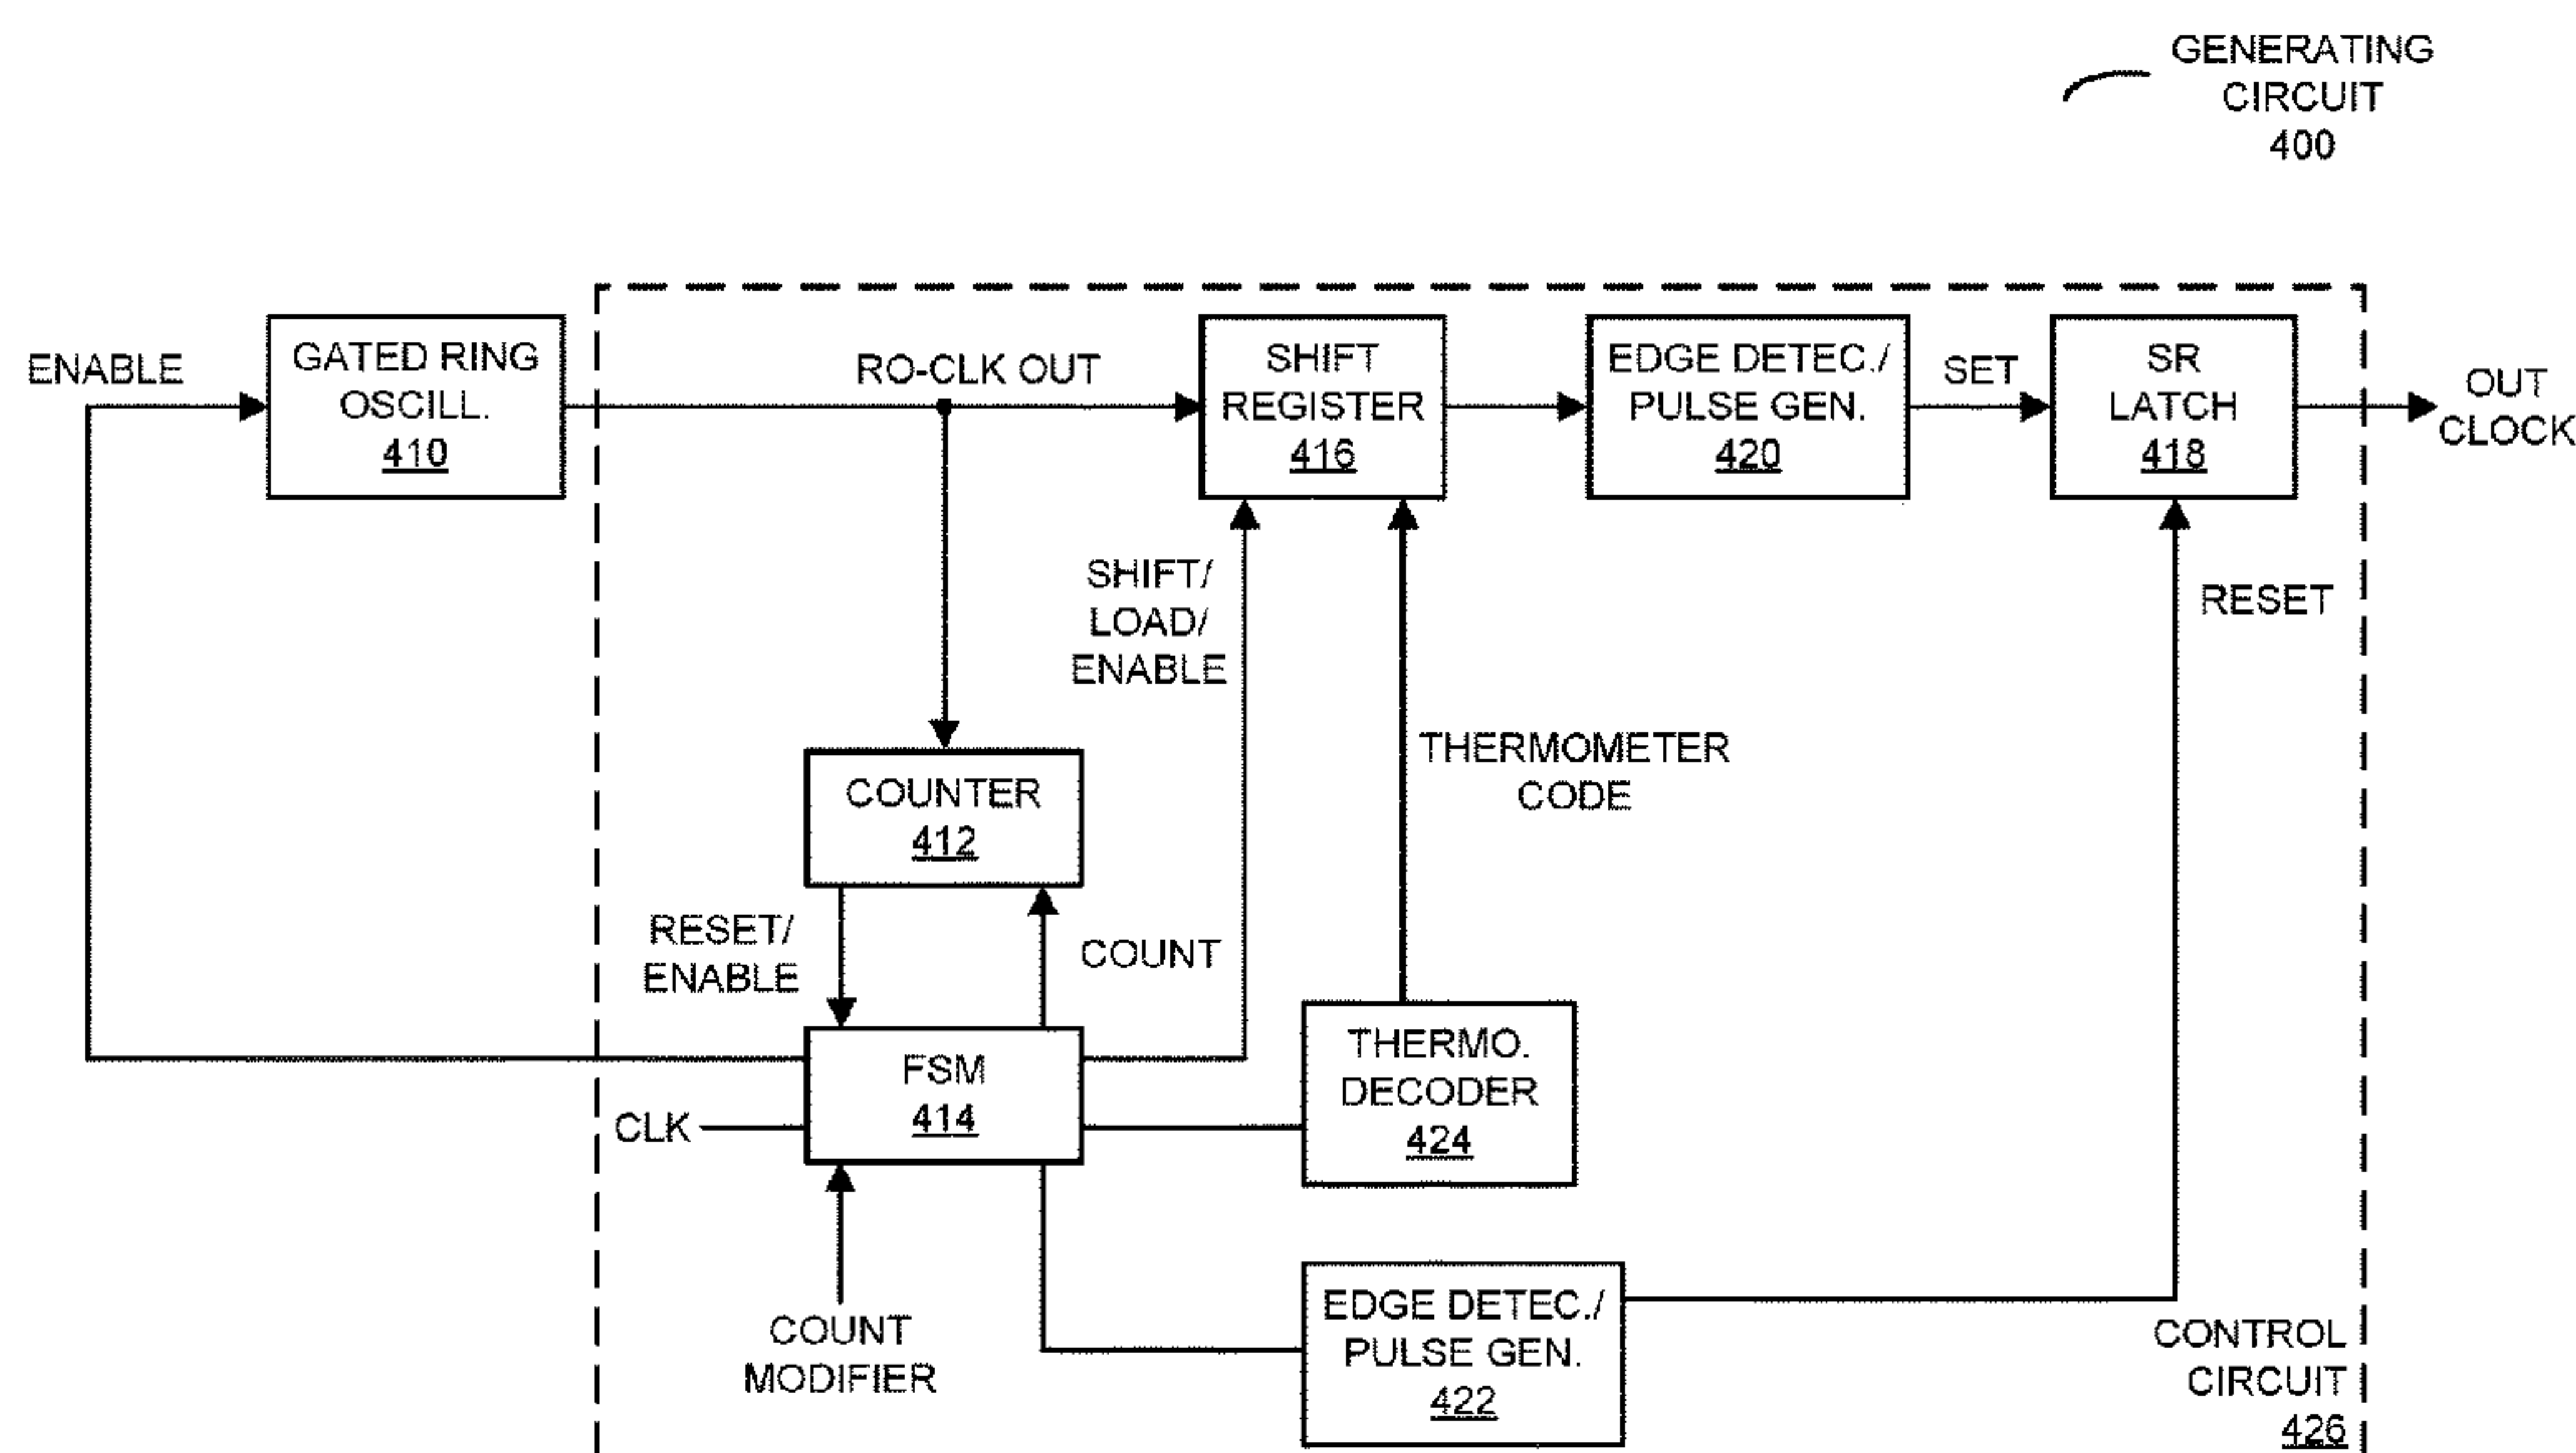 GENERATING
CIRCUIT
400
ENABLE
GATED RING
OSCILL.
410
RO-CLK OUT
SHIFT
REGISTER
416
EDGE DETEC./
PULSE GEN.
420
SET
SR
LATCH
418
OUT
CLOCK
SHIFT/
LOAD/
ENABLE
RESET
THERMOMETER
CODE
COUNTER
412
RESET/
ENABLE
COUNT
FSM
414
CLK
THERMO.
DECODER
424
COUNT
MODIFIER
EDGE DETEC./
PULSE GEN.
422
CONTROL
CIRCUIT
426